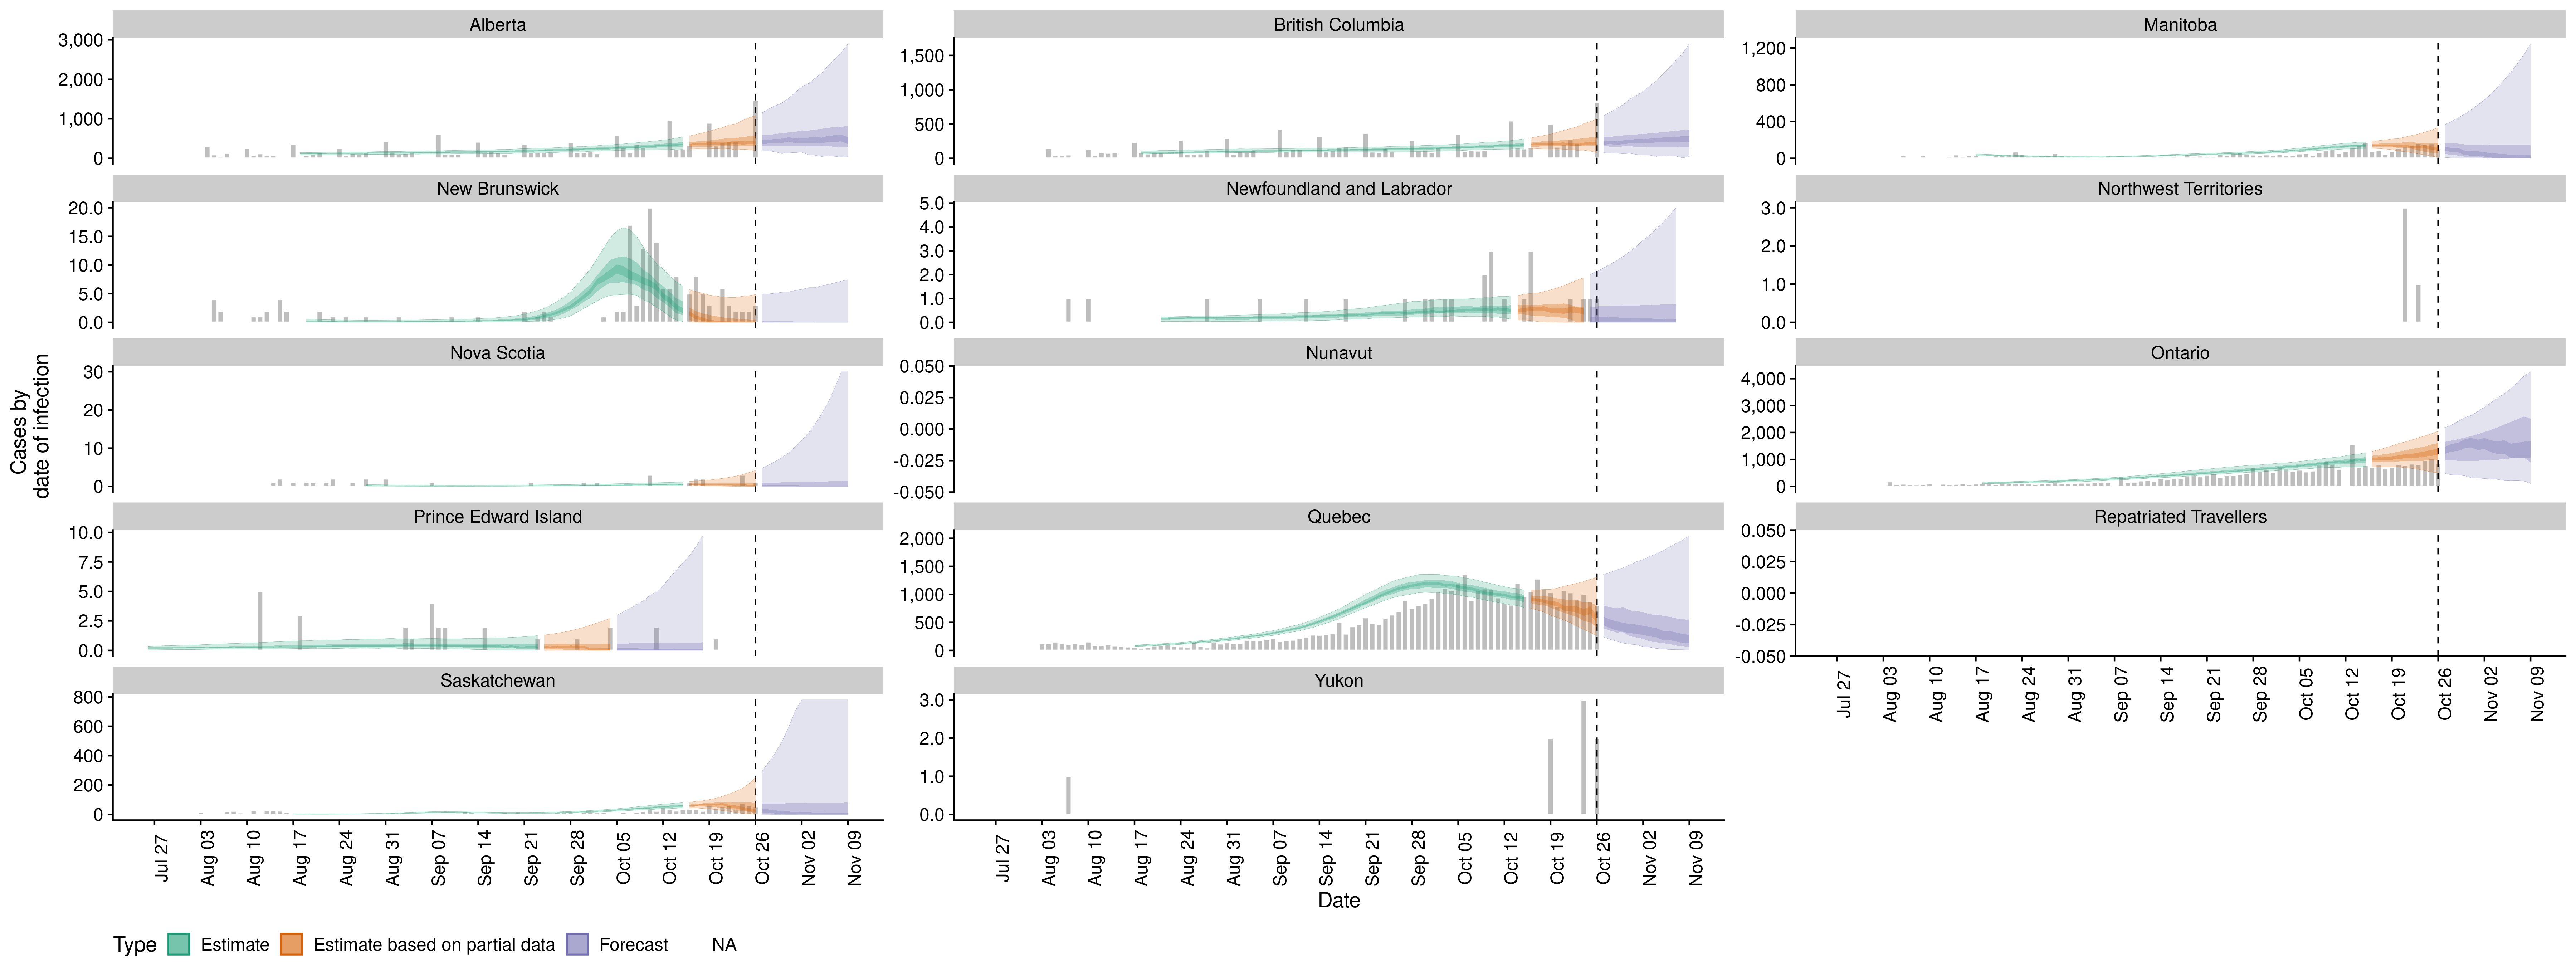 Alberta
British Columbia
Manitoba
3,000
2,000
1,000
0
1,500
1,000
500
0
1,200
800
400
0
New Brunswick
Newfoundland and Labrador
Northwest Territories
20.0
15.0
10.0
5.0
0.0
5.0
4.0
3.0
2.0
1.0
0.0
3.0
2.0
1.0
0.0
Nova Scotia
Nunavut
Ontario
30
20
10
0
0.050
0.025
0.000
-0.025
-0.050
4,000
3,000
2,000
1,000
0
Cases by
date of infection
Prince Edward Island
Quebec
Repatriated Travellers
10.0
7.5
5.0
2.5
0.0
2,000
1,500
1,000
500
0
0.050
0.025
0.000
-0.025
-0.050
Jul 27
Aug 03
Aug 10
Aug 17
Aug 24
Aug 31
Sep 07
Sep 14
Sep 21
Sep 28
Oct 05
Oct 12
Oct 19
Oct 26
Nov 02
Nov 09
Saskatchewan
Yukon
800
600
400
200
0
3.0
2.0
1.0
0.0
Jul 27
Aug 03
Aug 10
Aug 17
Aug 24
Aug 31
Sep 07
Sep 14
Sep 21
Sep 28
Oct 05
Oct 12
Oct 19
Oct 26
Nov 02
Nov 09
Jul 27
Aug 03
Aug 10
Aug 17
Aug 24
Aug 31
Sep 07
Sep 14
Sep 21
Sep 28
Oct 05
Oct 12
Oct 19
Oct 26
Nov 02
Nov 09
Date
Type Estimate Estimate based on partial data Forecast NA